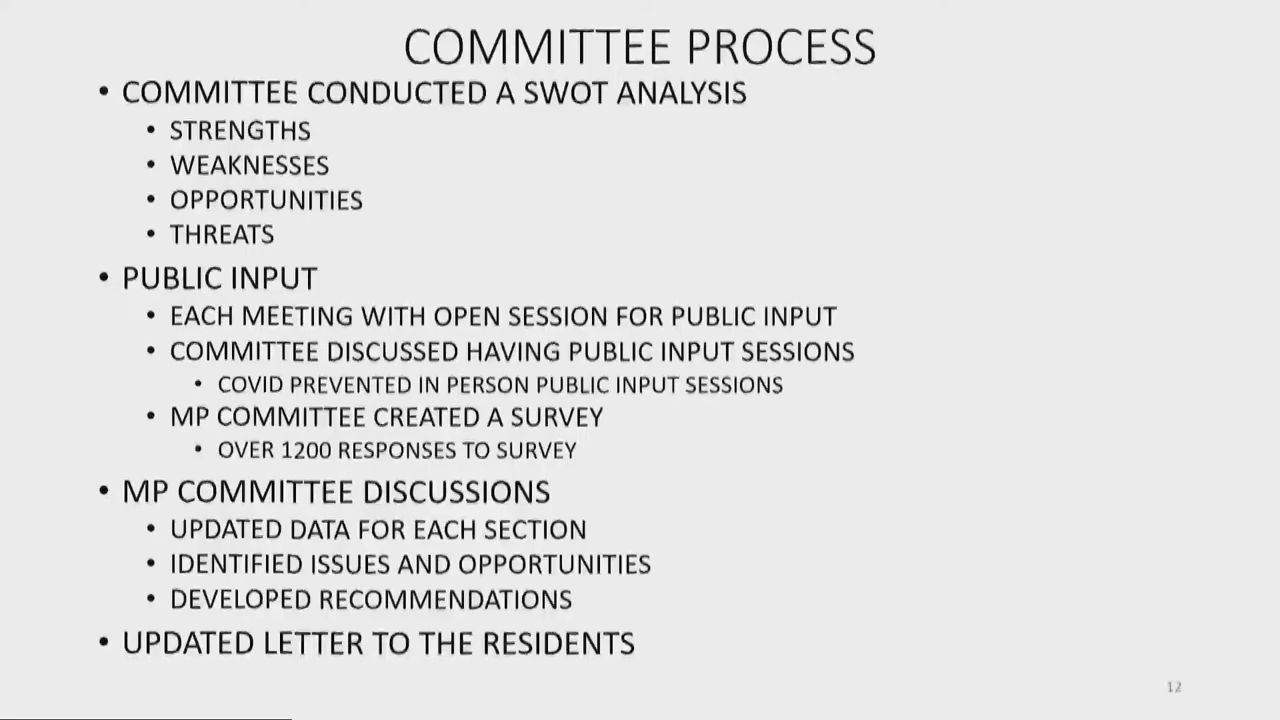 COMMITTEE PROCESS
• COMMITTEE CONDUCTED A SWOT ANALYSIS
• STRENGTHS
• WEAKNESSES
• OPPORTUNITIES
• THREATS
• PUBLIC INPUT
• EACH MEETING WITH OPEN SESSION FOR PUBLIC INPUT
• COMMITTEE DISCUSSED HAVING PUBLIC INPUT SESSIONS
• COVID PREVENTED IN PERSON PUBLIC INPUT SESSIONS
• MP COMMITTEE CREATED A SURVEY
• OVER 1200 RESPONSES TO SURVEY
• MP COMMITTEE DISCUSSIONS
• UPDATED DATA FOR EACH SECTION
• IDENTIFIED ISSUES AND OPPORTUNITIES
• DEVELOPED RECOMMENDATIONS
• UPDATED LETTER TO THE RESIDENTS
12